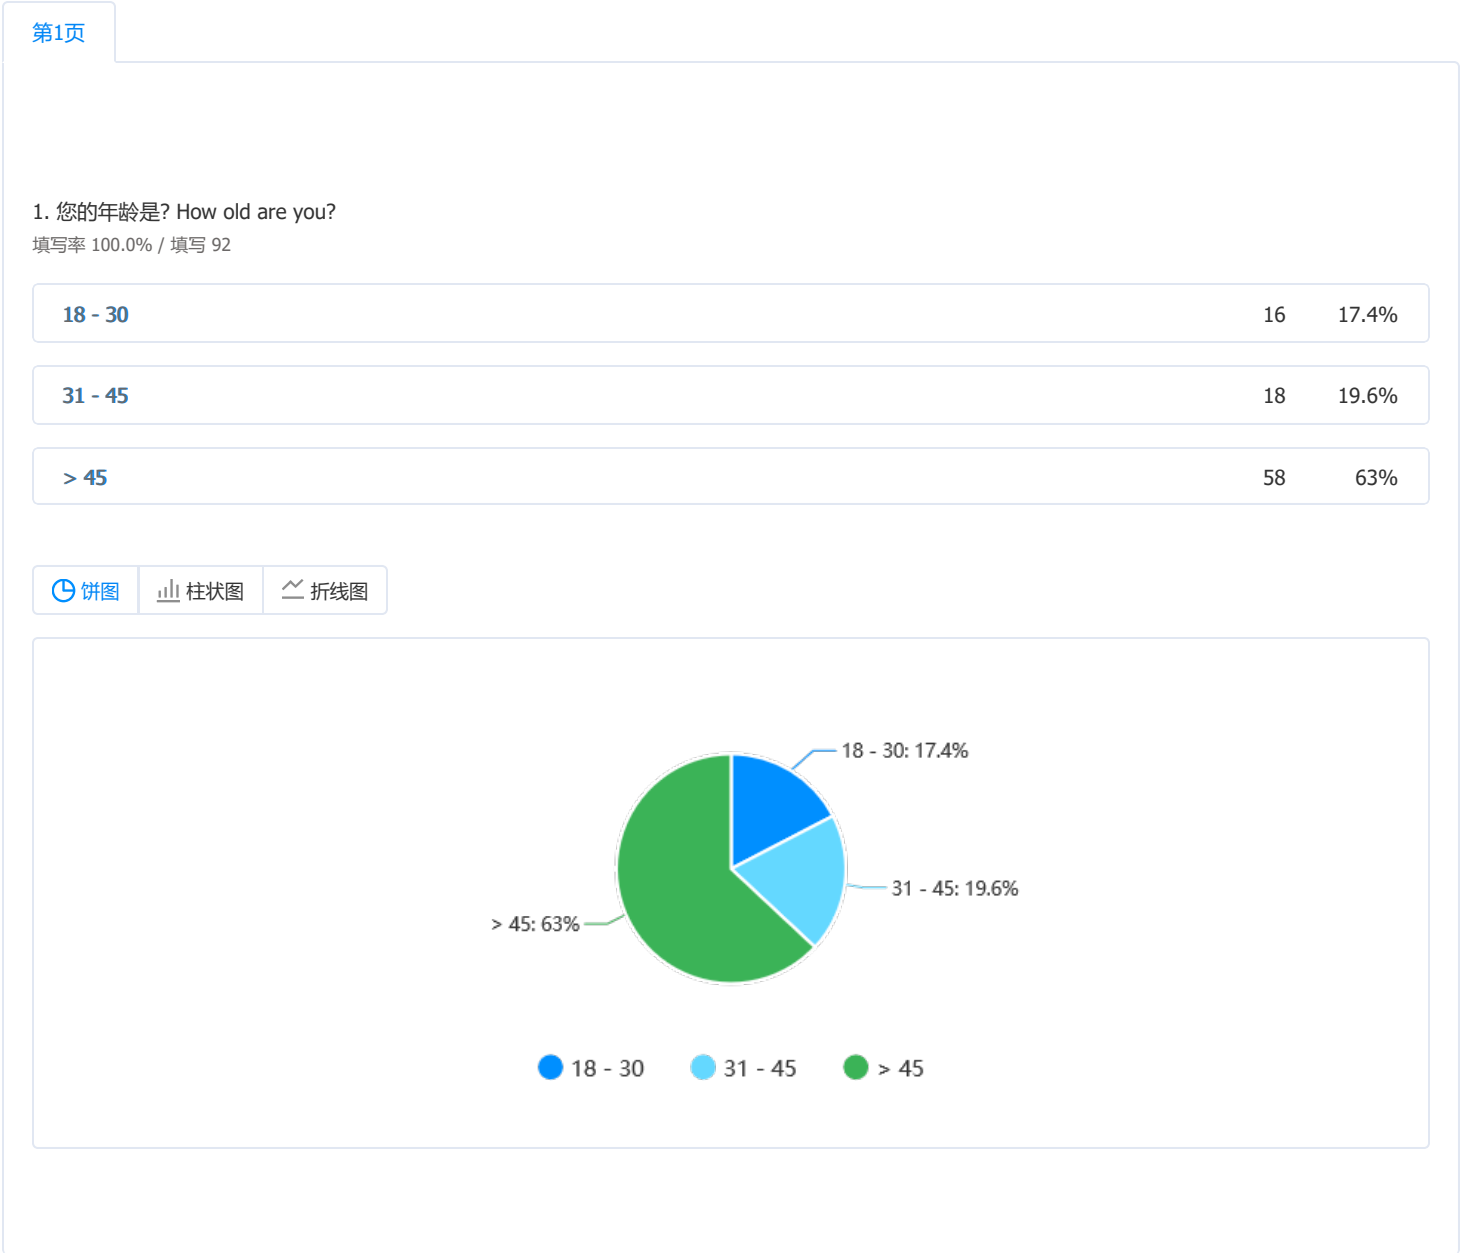 第1页
1. 您的年龄是? How old are you?
填写率 100.0% / 填写 92
18 - 30 16 17.4%
31 - 45 18 19.6%
> 45 58 63%
饼图 柱状图 折线图
18 - 30: 17.4%
31 - 45: 19.6%
> 45: 63%
18 - 30 31 - 45 > 45